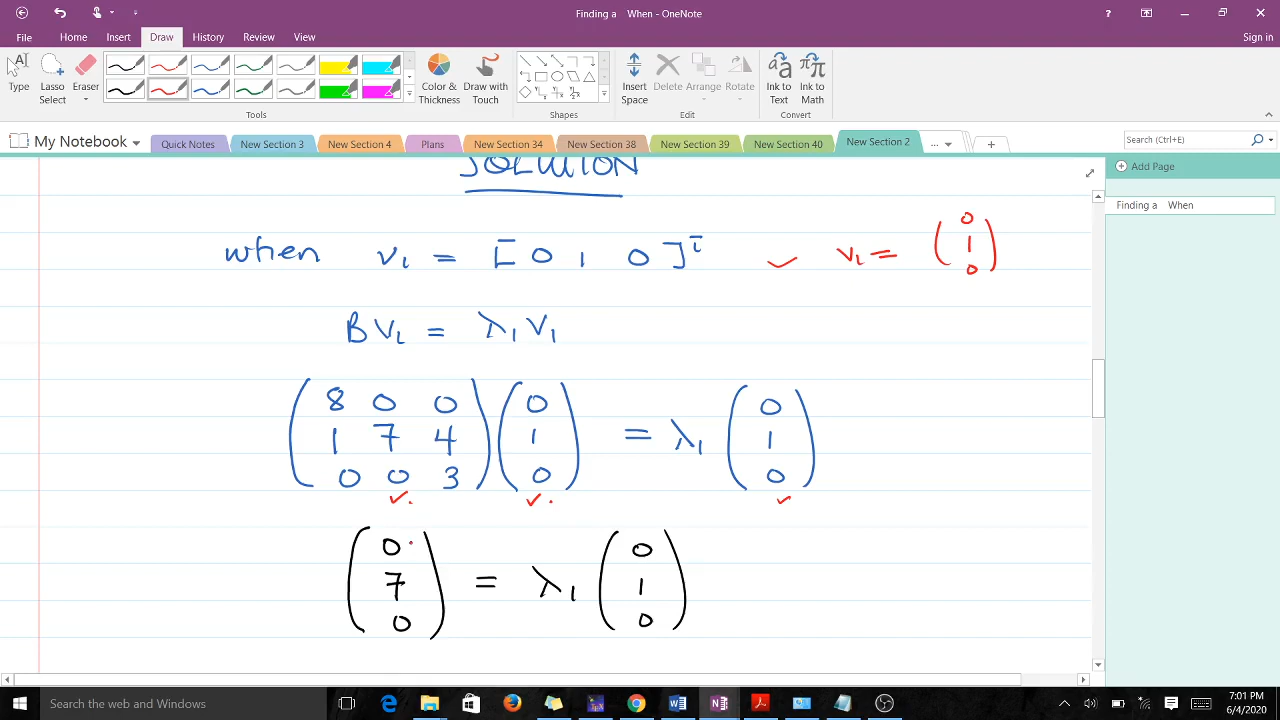 Finding a When - OneNote
File Home Insert Draw History Review View Sign in
Type Lasso Select Eraser Color & Thickness Draw with Touch Insert Space Delete Arrange Rotate Ink to Text Ink to Math
Tools Shapes Edit Convert
My Notebook Quick Notes New Section 3 New Section 4 Plans New Section 34 New Section 38 New Section 39 New Section 40 New Section 2 ... + Search (Ctrl+E)
Add Page
Finding a When
SOLUTION
when v₁ = [0 1 0]ᵀ v₁ = (0 1 0)
B V₁ = λ₁ V₁
(8 0 0) (0) (0)
(1 7 4) (1) = λ₁ (1)
(0 0 3) (0) (0)
(0) (0)
(7) = λ₁ (1)
(0) (0)
Search the web and Windows
7:01 PM
6/4/2020